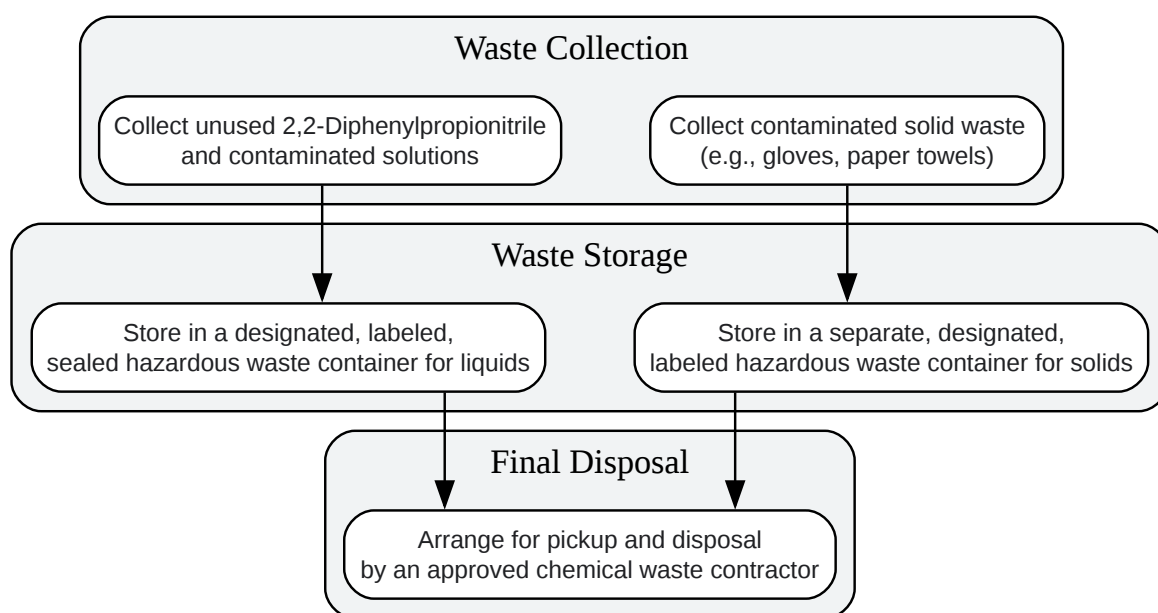 Waste Collection
Collect unused 2,2-Diphenylpropionitrile
and contaminated solutions
Collect contaminated solid waste
(e.g., gloves, paper towels)
Waste Storage
Store in a designated, labeled,
sealed hazardous waste container for liquids
Store in a separate, designated,
labeled hazardous waste container for solids
Final Disposal
Arrange for pickup and disposal
by an approved chemical waste contractor